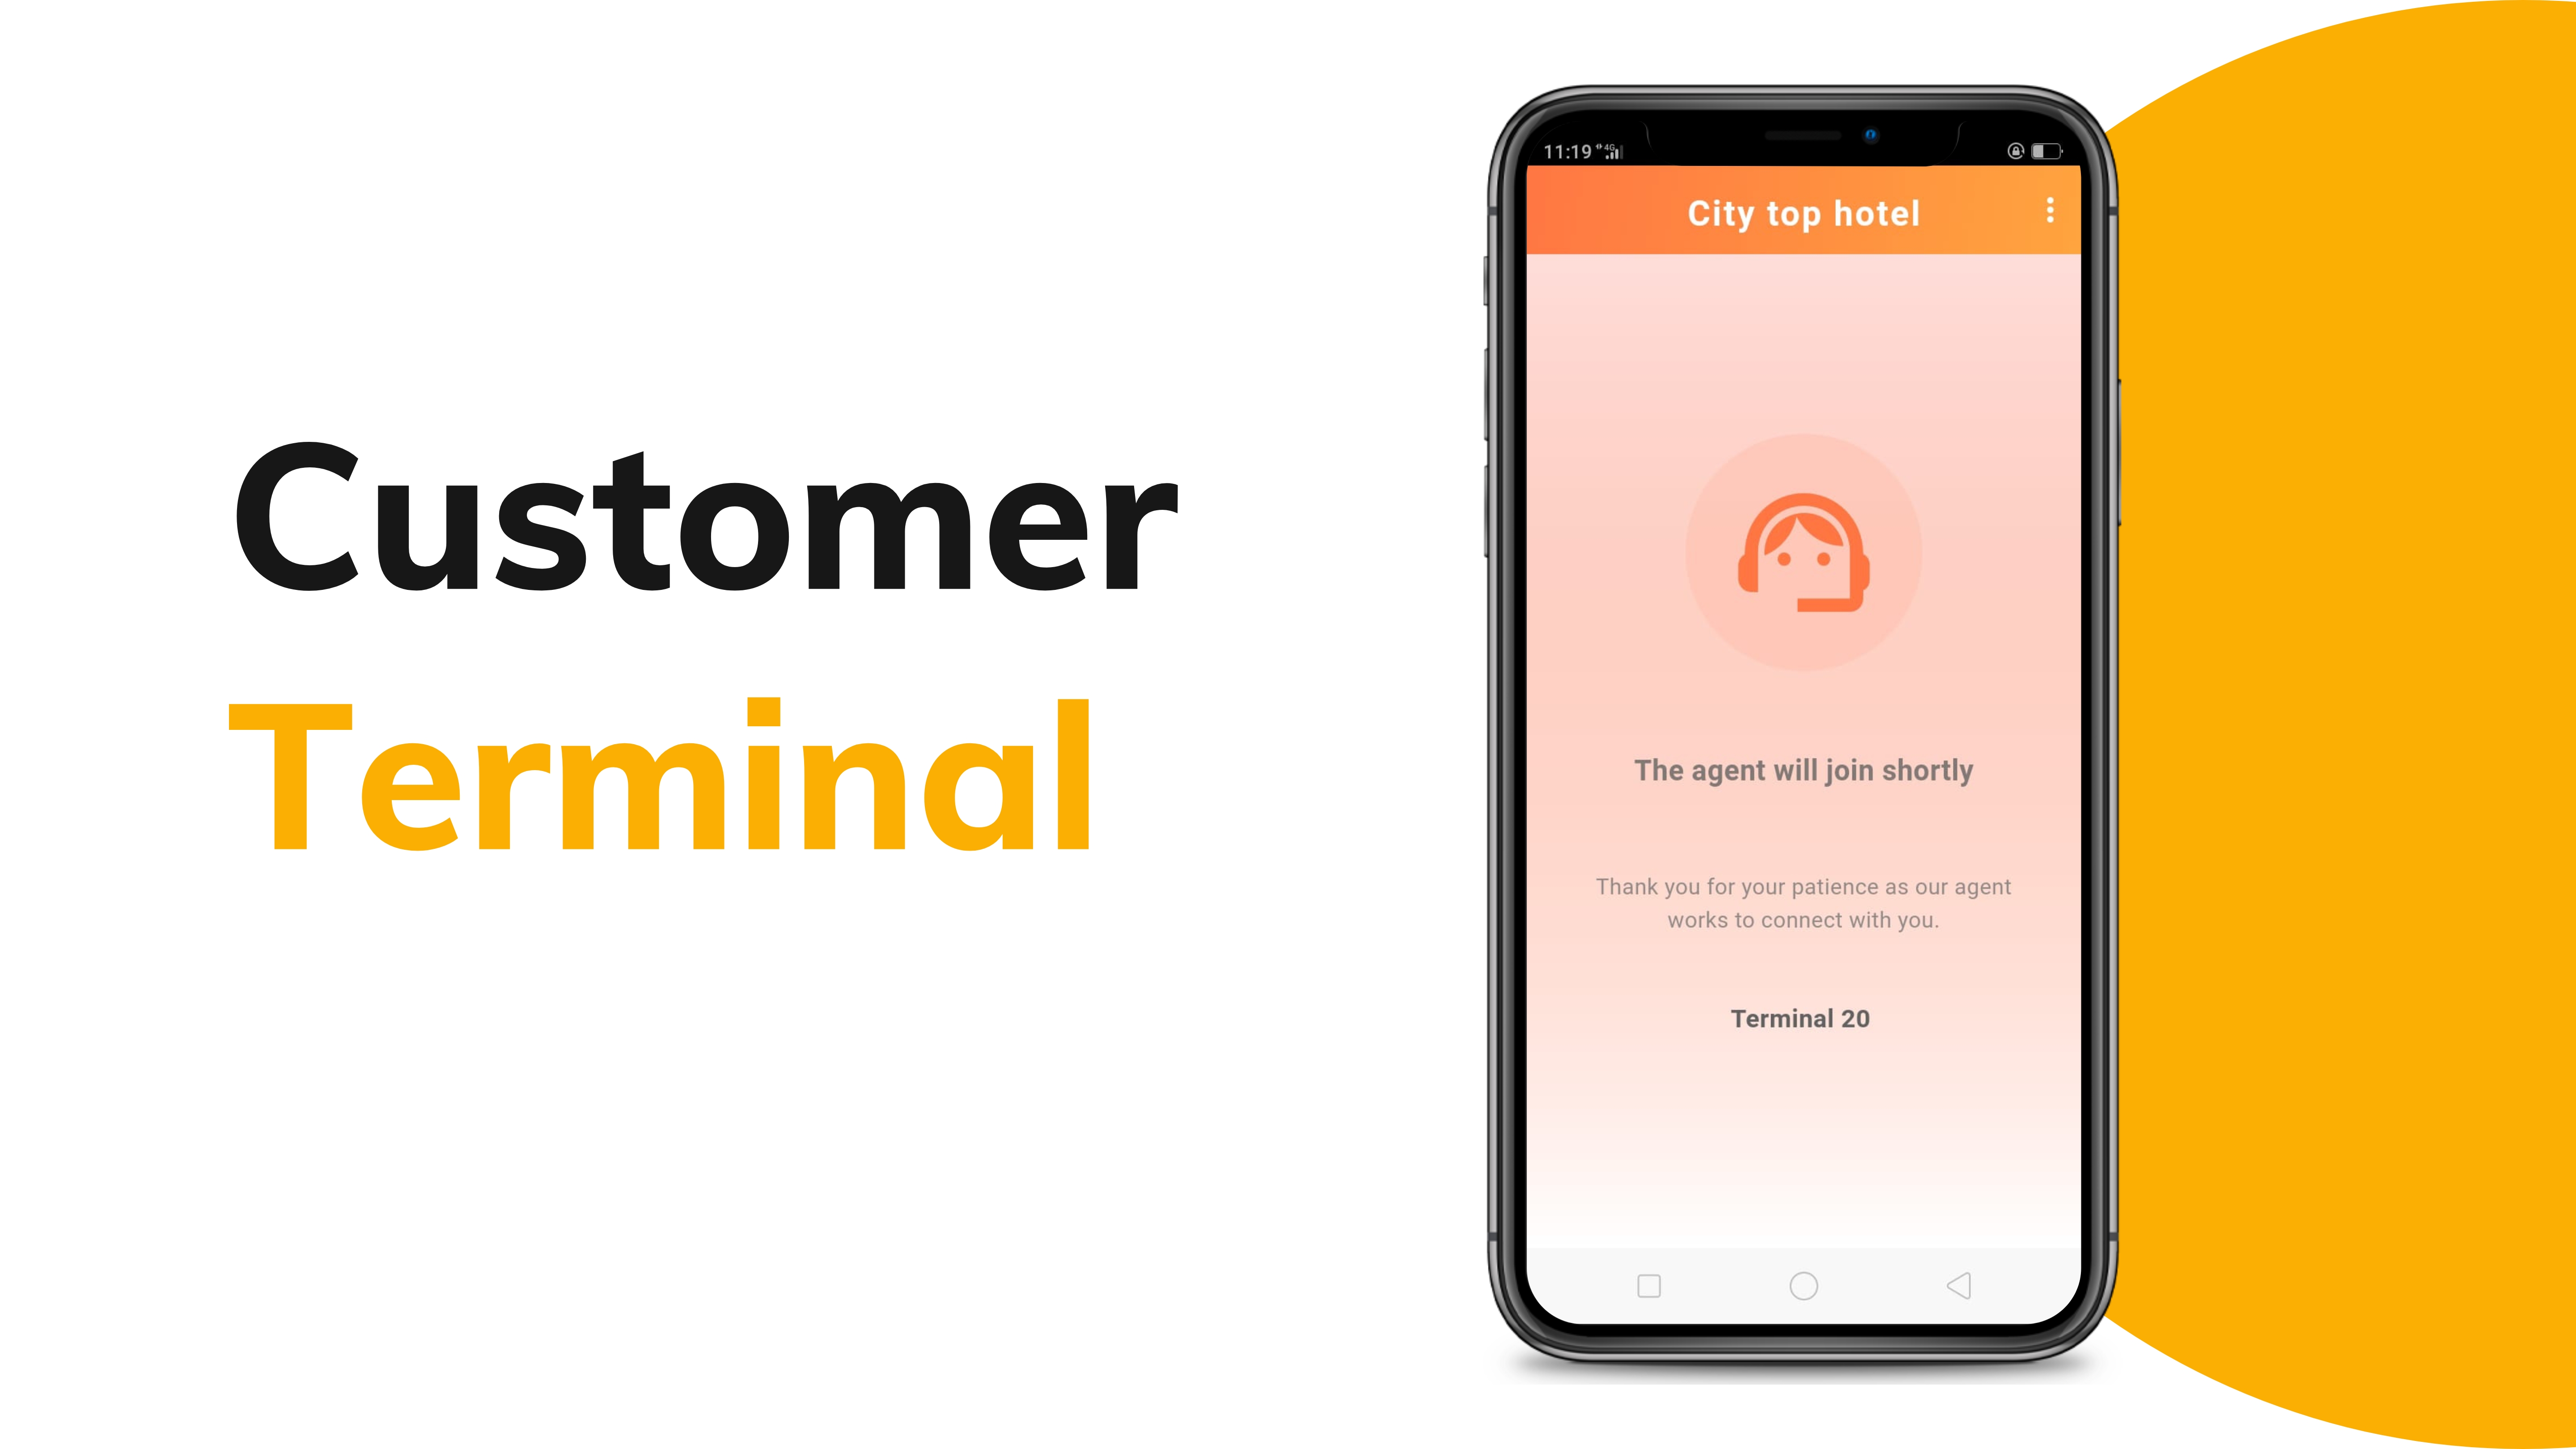 Customer
Terminal
11:19 4G
City top hotel
The agent will join shortly
Thank you for your patience as our agent
works to connect with you.
Terminal 20